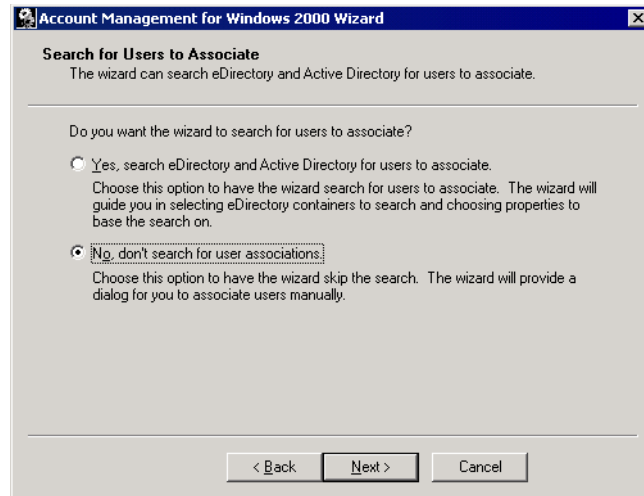 Account Management for Windows 2000 Wizard
Search for Users to Associate
The wizard can search eDirectory and Active Directory for users to associate.
Do you want the wizard to search for users to associate?
Yes, search eDirectory and Active Directory for users to associate.
Choose this option to have the wizard search for users to associate. The wizard will
guide you in selecting eDirectory containers to search and choosing properties to
base the search on.
No, don't search for user associations.
Choose this option to have the wizard skip the search. The wizard will provide a
dialog for you to associate users manually.
< Back Next > Cancel